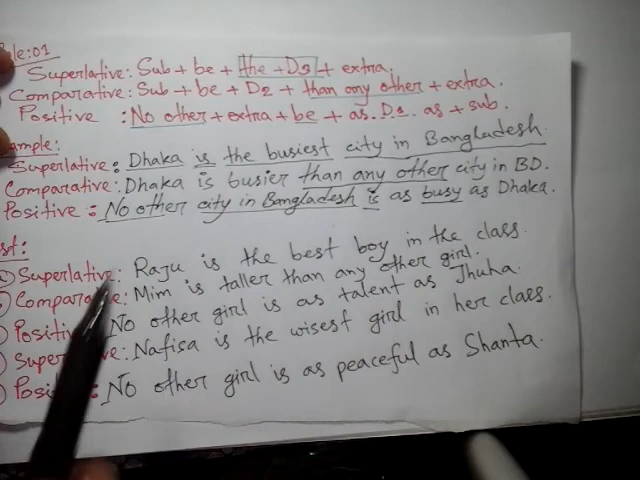 le:01
Superlative: Sub + be + the + D3 + extra.
Comparative: Sub + be + D2 + than any other + extra.
Positive : No other + extra + be + as. D1. as + sub.
ample:
Superlative: Dhaka is the busiest city in Bangladesh.
Comparative: Dhaka is busier than any other city in BD.
Positive : No other city in Bangladesh is as busy as Dhaka.
st:
Superlative: Raju is the best boy in the class.
Compara e: Mim is taller than any other girl.
Positiv No other girl is as talent as Jhuha.
Super e: Nafisa is the wisest girl in her class.
Posi : No other girl is as peaceful as Shanta.